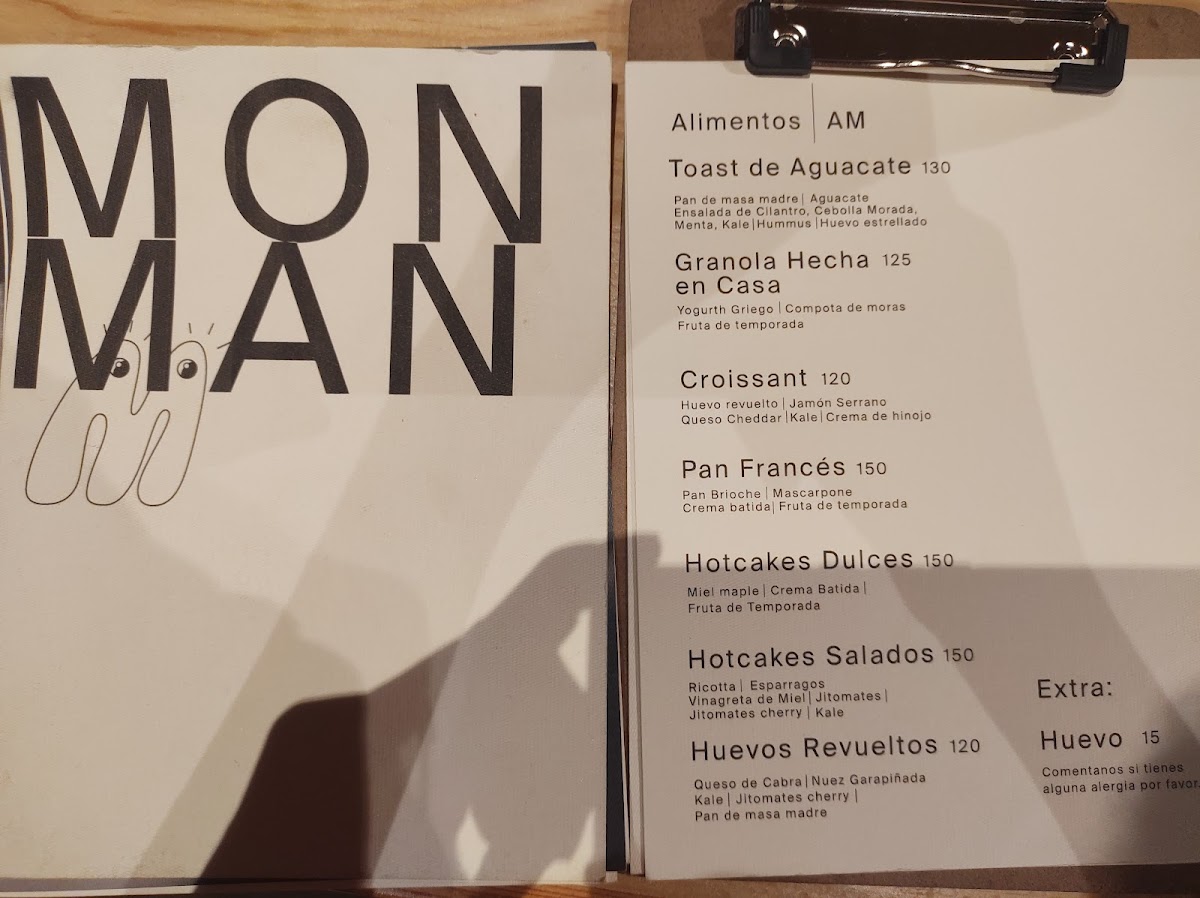 MON
MAN
Alimentos | AM
Toast de Aguacate 130
Pan de masa madre | Aguacate
Ensalada de Cilantro, Cebolla Morada,
Menta, Kale | Hummus | Huevo estrellado
Granola Hecha 125
en Casa
Yogurth Griego | Compota de moras
Fruta de temporada
Croissant 120
Huevo revuelto | Jamón Serrano
Queso Cheddar | Kale | Crema de hinojo
Pan Francés 150
Pan Brioche | Mascarpone
Crema batida | Fruta de temporada
Hotcakes Dulces 150
Miel maple | Crema Batida |
Fruta de Temporada
Hotcakes Salados 150
Ricotta | Esparragos
Vinagreta de Miel | Jitomates |
Jitomates cherry | Kale
Huevos Revueltos 120
Queso de Cabra | Nuez Garapiñada
Kale | Jitomates cherry |
Pan de masa madre
Extra:
Huevo 15
Comentanos si tienes
alguna alergia por favor.